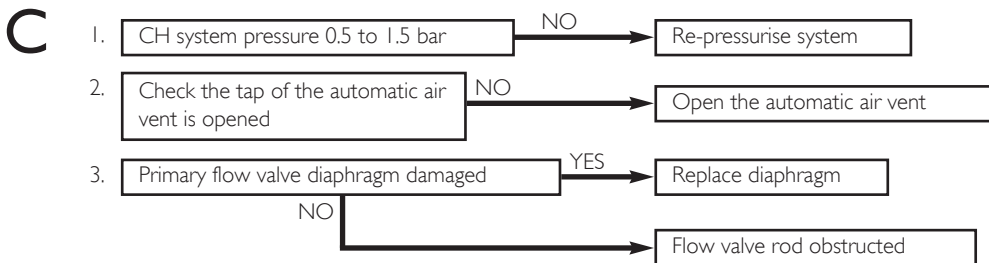 C
1. CH system pressure 0.5 to 1.5 bar NO Re-pressurise system
2. Check the tap of the automatic air NO Open the automatic air vent
vent is opened
3. Primary flow valve diaphragm damaged YES Replace diaphragm
NO
Flow valve rod obstructed